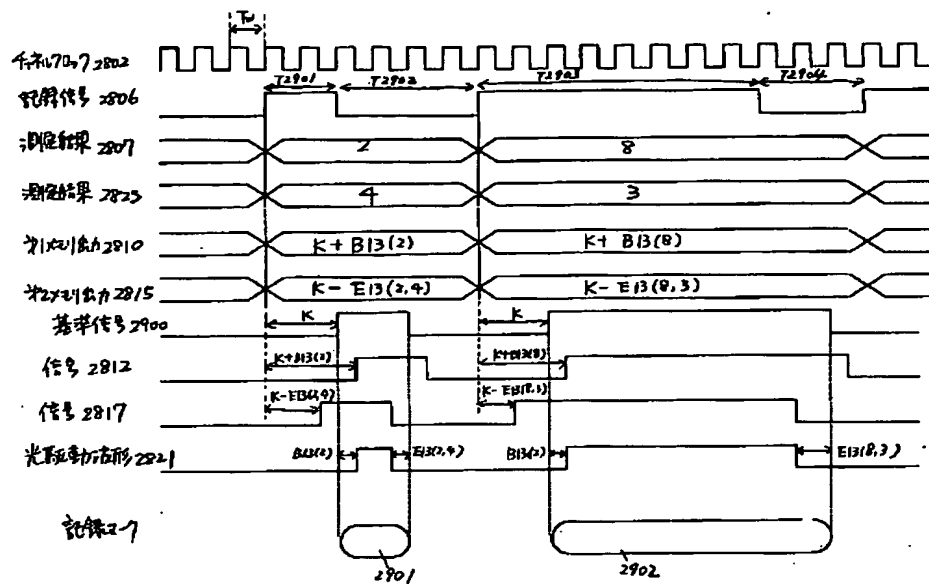 Tw
チャネルクロック 2802
T2901 T2902 T2903 T2904
記録信号 2806
測定結果 2807 2 8
測定結果 2825 4 3
第1メモリ出力 2810 K+B13(2) K+B13(8)
第2メモリ出力 2815 K-E13(2,4) K-E13(8,3)
基準信号 2900 K K
信号 2812 K+B13(2) K+B13(8)
信号 2817 K-E13(2,4) K-E13(8,3)
光駆動波形 2821 B13(2) E13(2,4) B13(2) E13(8,3)
記録マーク
2901 2902